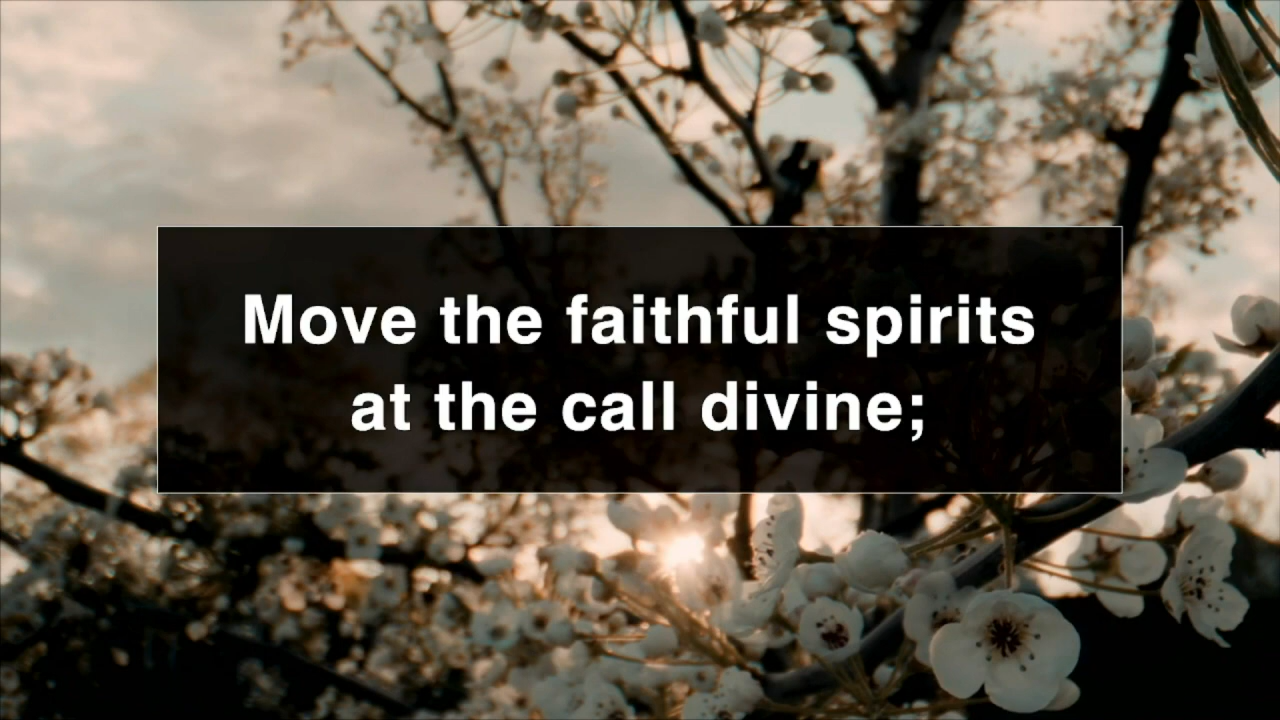 Move the faithful spirits
at the call divine;